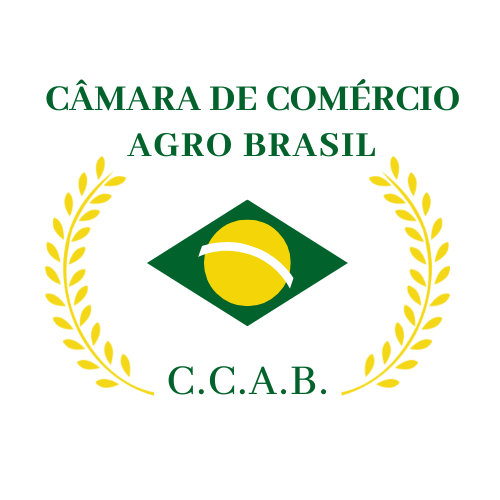 CÂMARA DE COMÉRCIO
AGRO BRASIL
C.C.A.B.